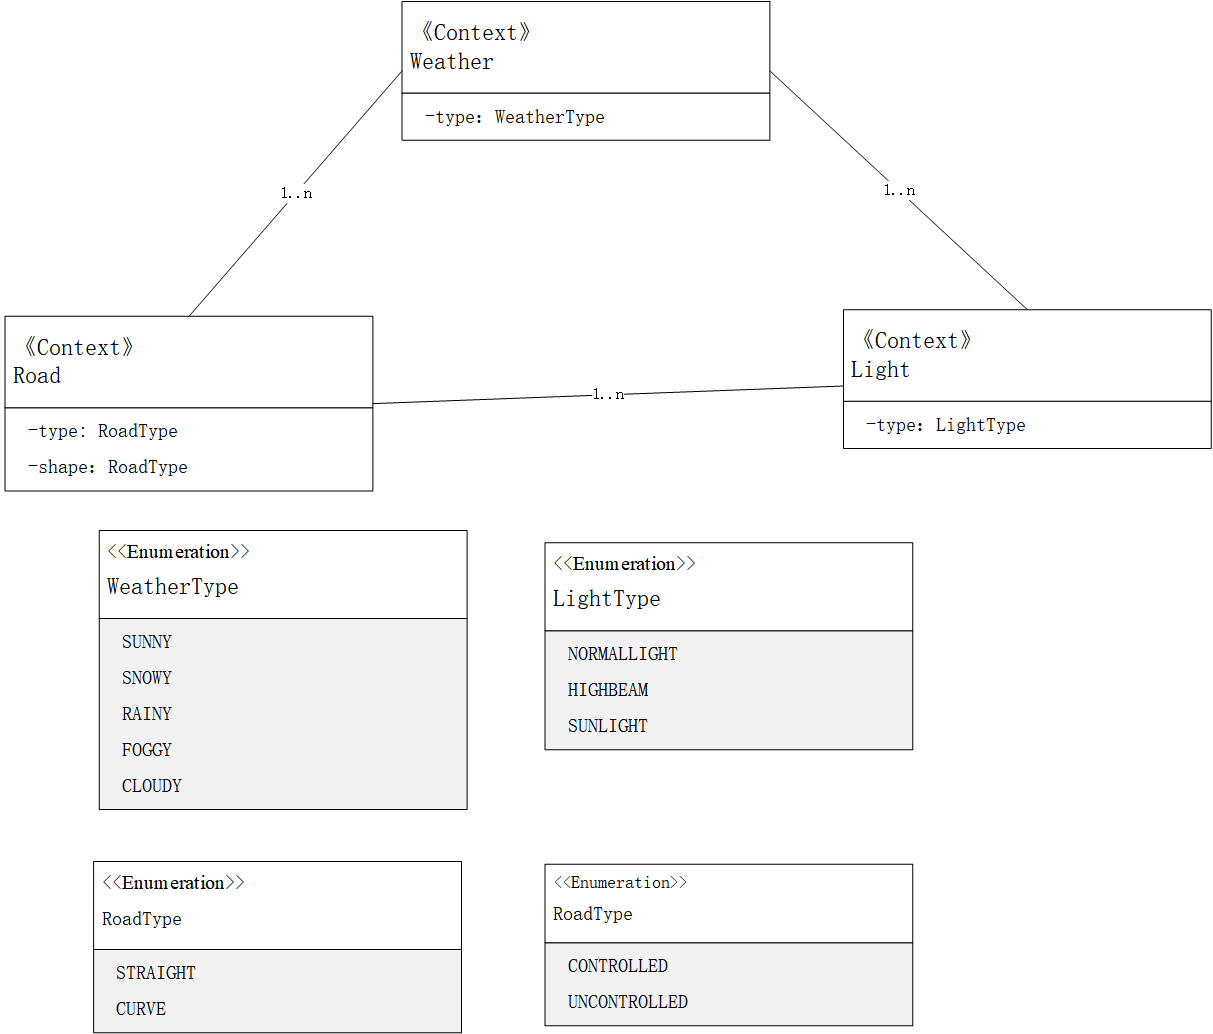 《Context》
Weather
-type: WeatherType
1..n
1..n
《Context》
Road
-type: RoadType
-shape: RoadType
1..n
《Context》
Light
-type: LightType
<<Enumeration>>
WeatherType
SUNNY
SNOWY
RAINY
FOGGY
CLOUDY
<<Enumeration>>
LightType
NORMALLIGHT
HIGHBEAM
SUNLIGHT
<<Enumeration>>
RoadType
STRAIGHT
CURVE
<<Enumeration>>
RoadType
CONTROLLED
UNCONTROLLED